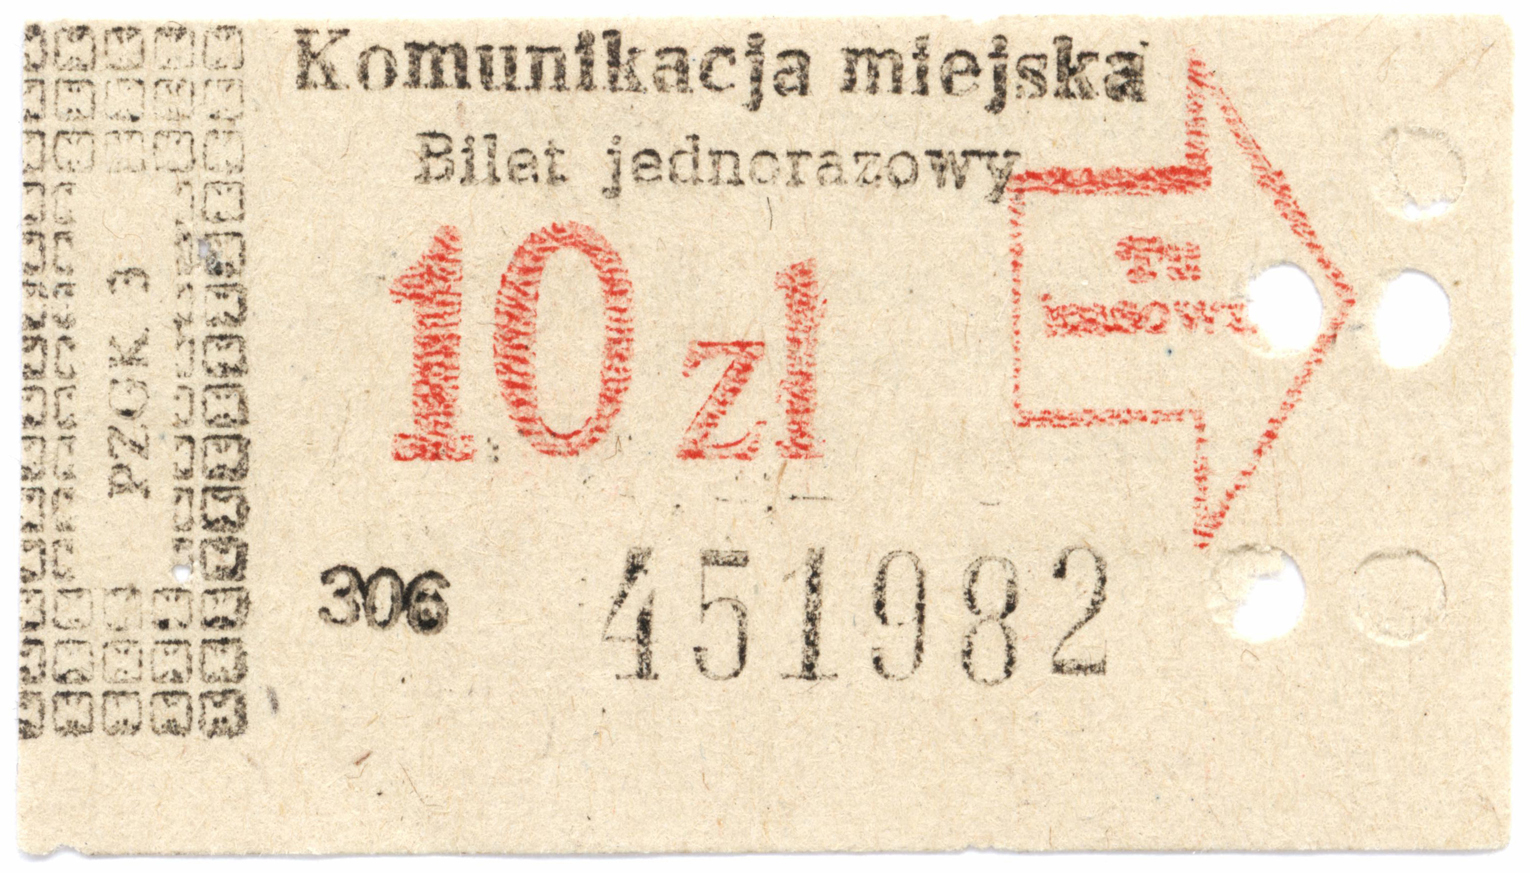 Komunikacja miejska
Bilet jednorazowy
10 zł
PZGK 3
306 451982